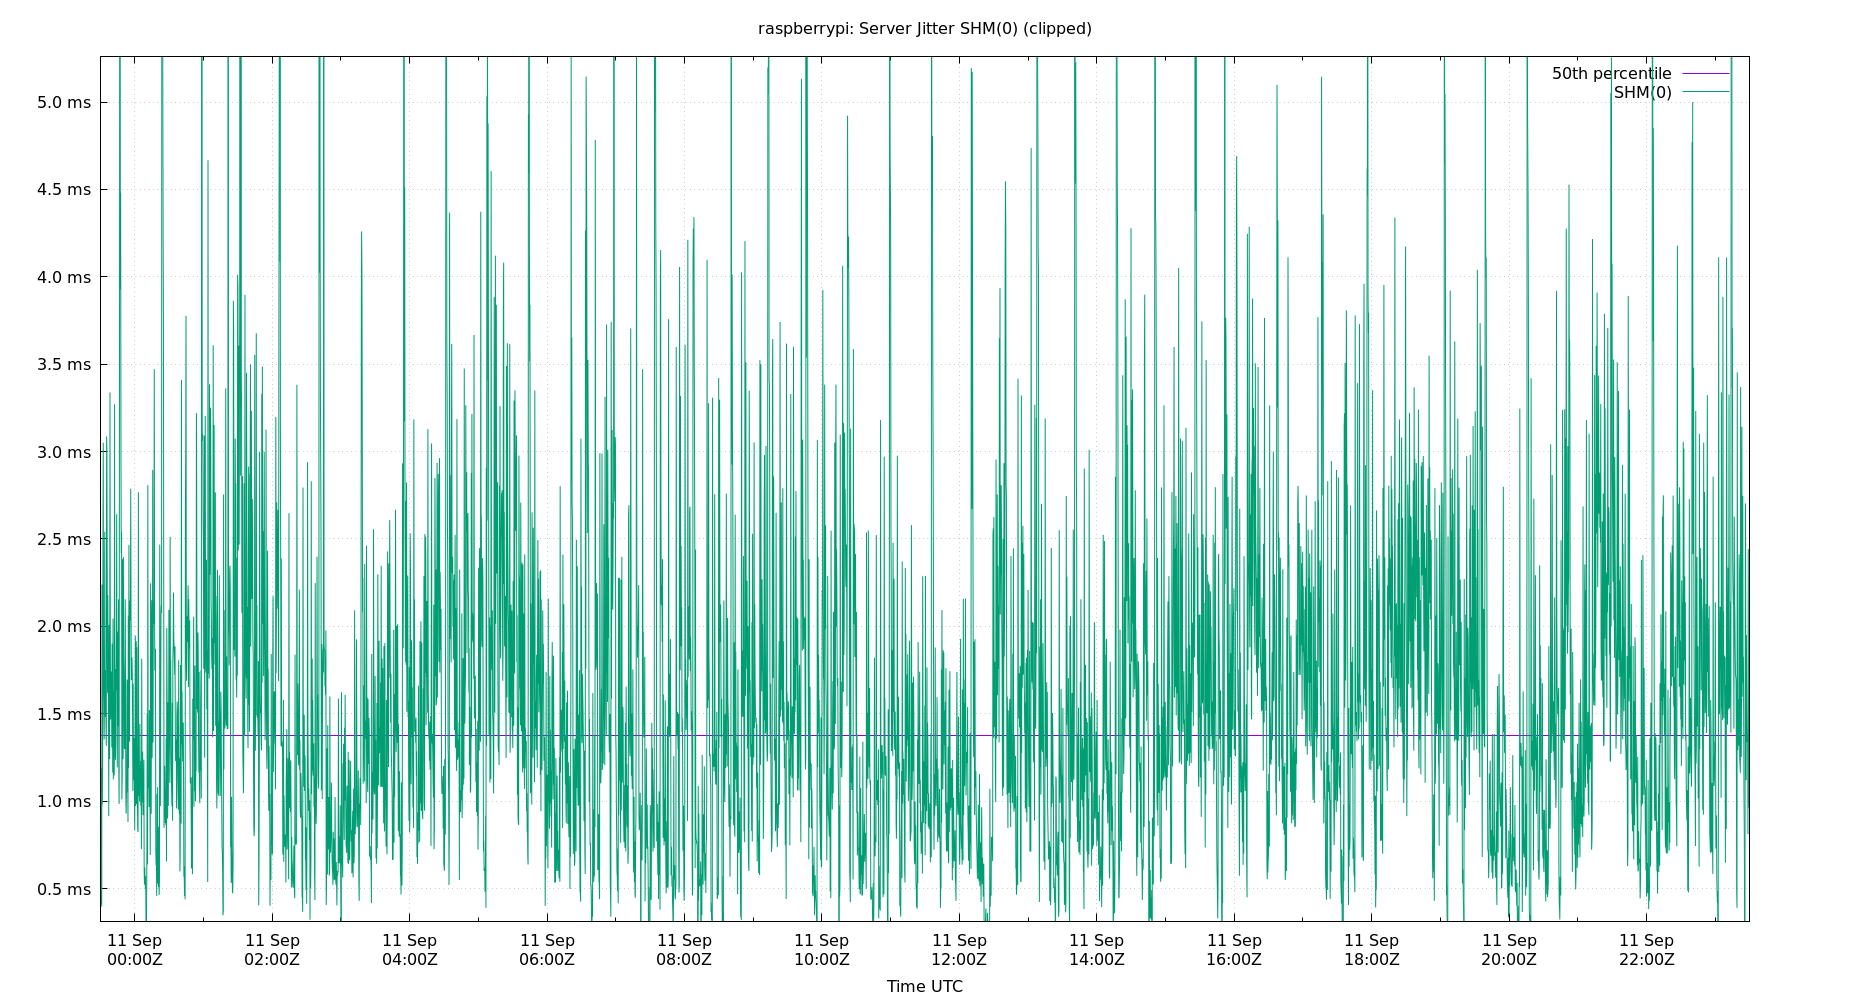 raspberrypi: Server Jitter SHM(0) (clipped)
50th percentile
SHM(0)
5.0 ms
4.5 ms
4.0 ms
3.5 ms
3.0 ms
2.5 ms
2.0 ms
1.5 ms
1.0 ms
0.5 ms
11 Sep 11 Sep 11 Sep 11 Sep 11 Sep 11 Sep 11 Sep 11 Sep 11 Sep 11 Sep 11 Sep 11 Sep
00:00Z 02:00Z 04:00Z 06:00Z 08:00Z 10:00Z 12:00Z 14:00Z 16:00Z 18:00Z 20:00Z 22:00Z
Time UTC